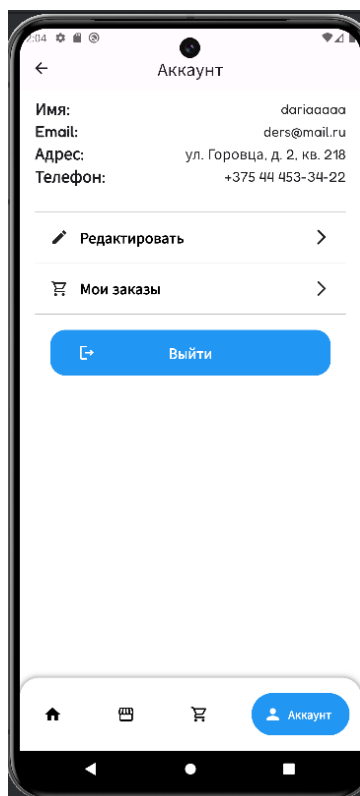 2:04
Аккаунт
Имя: dariaaaaa
Email: ders@mail.ru
Адрес: ул. Горовца, д. 2, кв. 218
Телефон: +375 44 453-34-22
Редактировать
Мои заказы
Выйти
Аккаунт